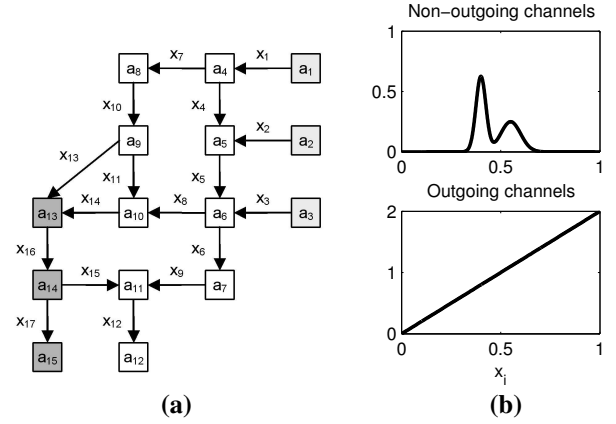 x7
x1
a8
a4
a1
x10
x4
x13
x2
a9
a5
a2
x11
x5
x14
x8
x3
a13
a10
a6
a3
x16
x6
x15
x9
a14
a11
a7
x17
x12
a15
a12
(a)
Non−outgoing channels
1
0.5
0
0
0.5
1
Outgoing channels
2
1
0
0
0.5
1
xi
(b)